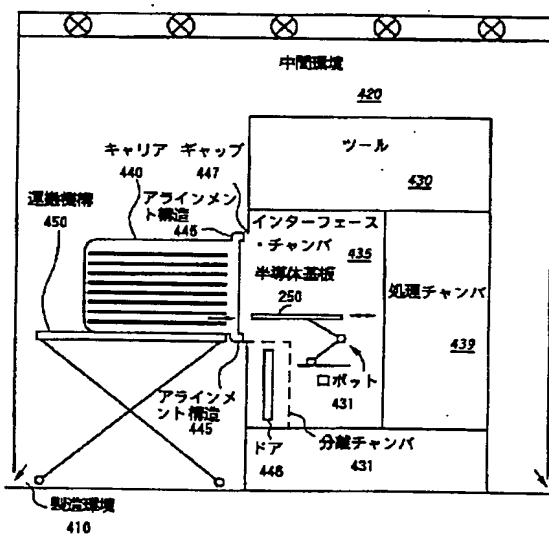 中間環境
420
キャリア
440
ギャップ
447
ツール
430
運搬機構
450
アラインメン
ト構造
446
インターフェース
・チャンバ
435
半導体基板
250
処理チャンバ
439
ロボット
431
アラインメ
ント構造
445
ドア
448
分離チャンバ
431
製造環境
410